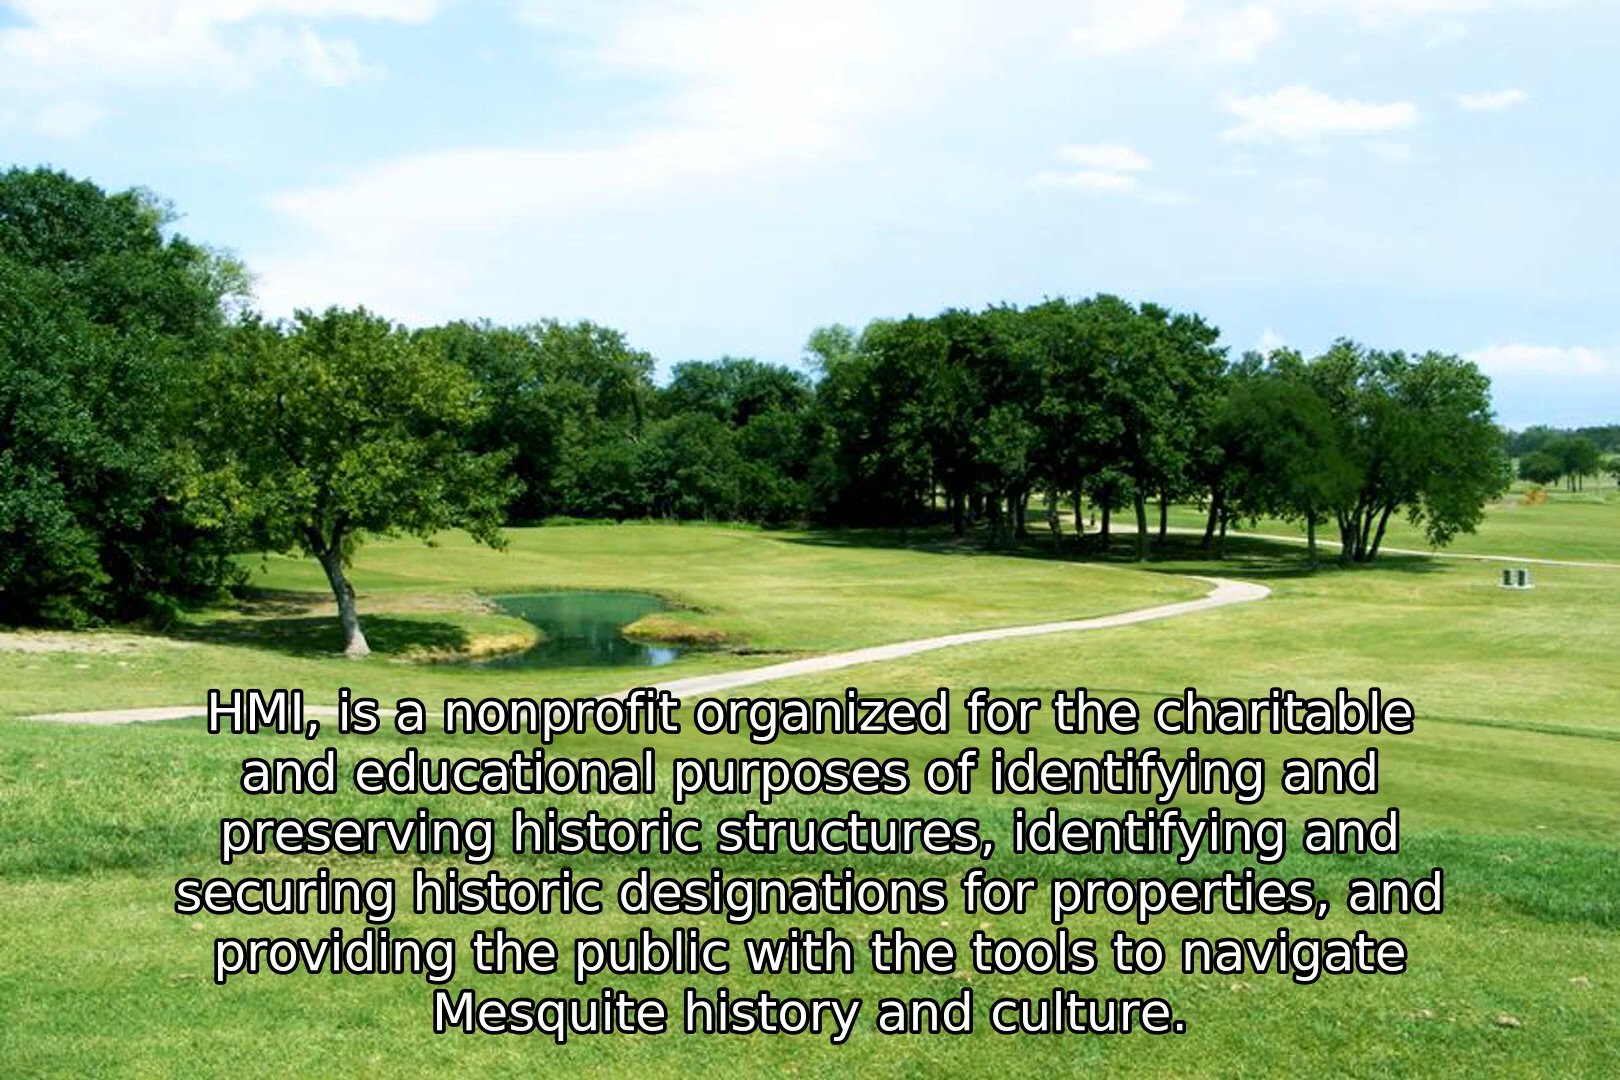 HMI, is a nonprofit organized for the charitable
and educational purposes of identifying and
preserving historic structures, identifying and
securing historic designations for properties, and
providing the public with the tools to navigate
Mesquite history and culture.